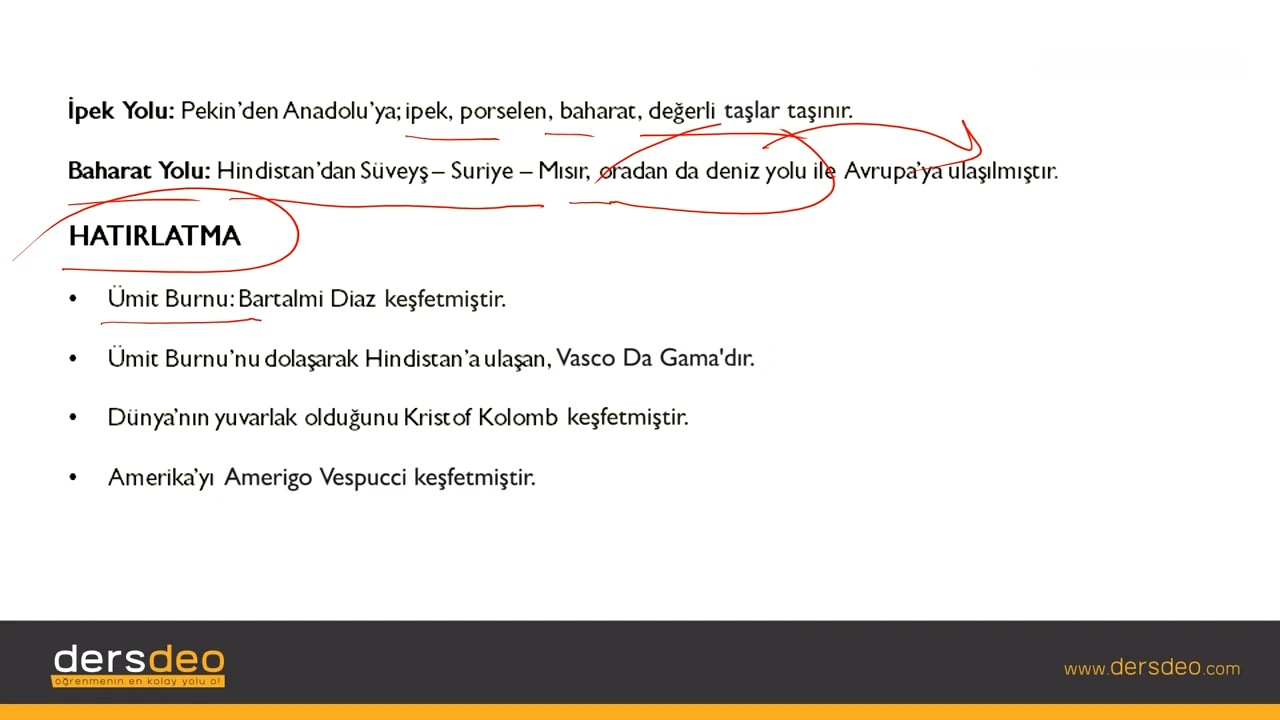 İpek Yolu: Pekin'den Anadolu'ya; ipek, porselen, baharat, değerli taşlar taşınır.
Baharat Yolu: Hindistan'dan Süveyş – Suriye – Mısır, oradan da deniz yolu ile Avrupa'ya ulaşılmıştır.
HATIRLATMA
• Ümit Burnu: Bartalmi Diaz keşfetmiştir.
• Ümit Burnu'nu dolaşarak Hindistan'a ulaşan, Vasco Da Gama'dır.
• Dünya'nın yuvarlak olduğunu Kristof Kolomb keşfetmiştir.
• Amerika'yı Amerigo Vespucci keşfetmiştir.
dersdeo
öğrenmenin en kolay yolu o!
www.dersdeo.com